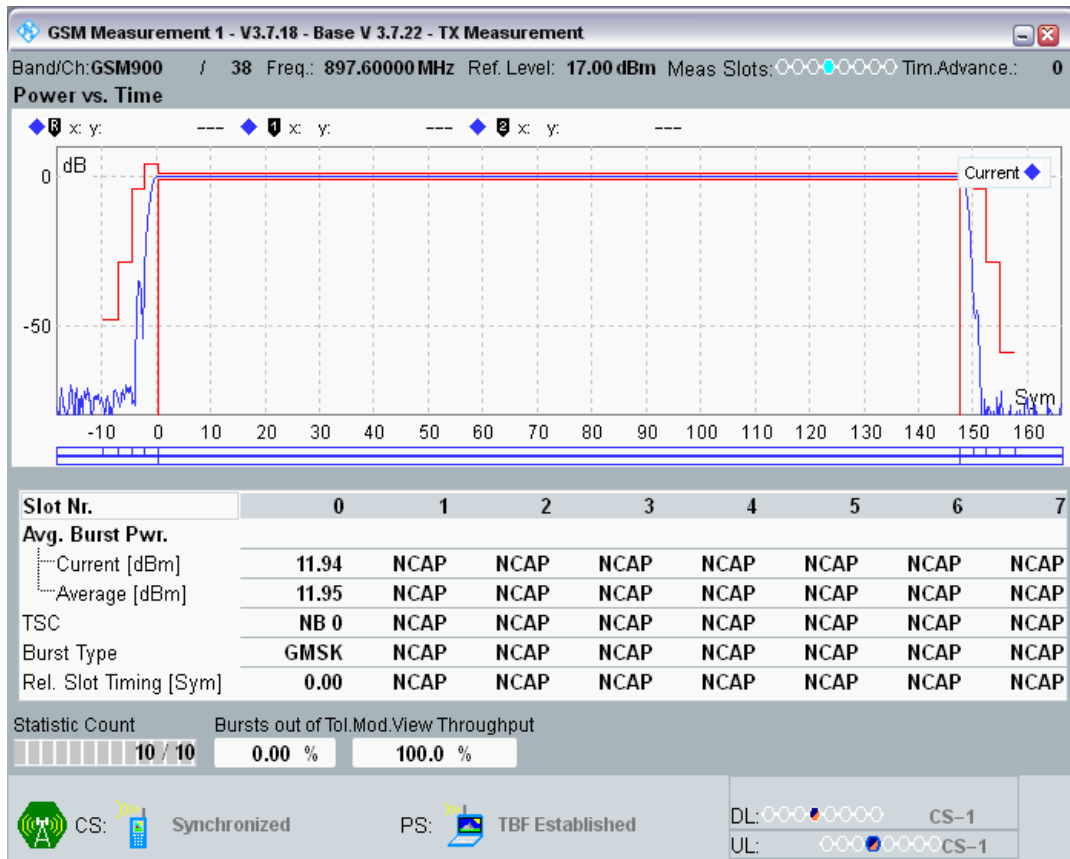 GSM Measurement 1 - V3.7.18 - Base V 3.7.22 - TX Measurement
Band/Ch:GSM900 / 38 Freq.: 897.60000 MHz Ref. Level: 17.00 dBm Meas Slots: Tim.Advance.: 0
Power vs. Time
R x: y: --- 1 x: y: --- 2 x: y: ---
dB
Current
0
-50
Sym
-10 0 10 20 30 40 50 60 70 80 90 100 110 120 130 140 150 160
Slot Nr. 0 1 2 3 4 5 6 7
Avg. Burst Pwr.
Current [dBm] 11.94 NCAP NCAP NCAP NCAP NCAP NCAP NCAP
Average [dBm] 11.95 NCAP NCAP NCAP NCAP NCAP NCAP NCAP
TSC NB 0 NCAP NCAP NCAP NCAP NCAP NCAP NCAP
Burst Type GMSK NCAP NCAP NCAP NCAP NCAP NCAP NCAP
Rel. Slot Timing [Sym] 0.00 NCAP NCAP NCAP NCAP NCAP NCAP NCAP
Statistic Count Bursts out of Tol.Mod.View Throughput
10 / 10 0.00 % 100.0 %
CS: Synchronized PS: TBF Established DL: CS-1
UL: CS-1